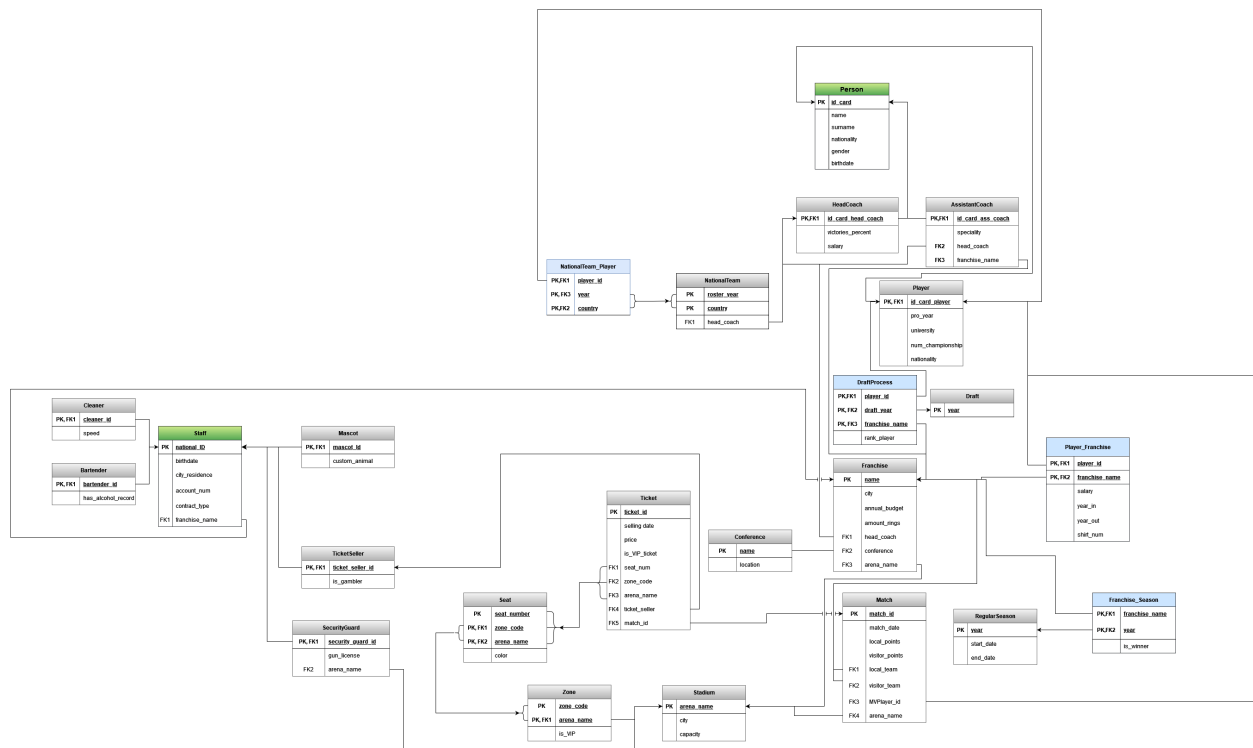 Person
PK id_card
name
surname
nationality
gender
birthdate
HeadCoach
PK,FK1 id_card_head_coach
victories_percent
salary
AssistantCoach
PK,FK1 id_card_ass_coach
speciality
FK2 head_coach
FK3 franchise_name
NationalTeam_Player
PK,FK1 player_id
PK, FK3 year
PK,FK2 country
NationalTeam
PK roster_year
PK country
FK1 head_coach
Player
PK, FK1 id_card_player
pro_year
university
num_championship
nationality
DraftProcess
PK,FK1 player_id
PK, FK2 draft_year
PK, FK3 franchise_name
rank_player
Draft
PK year
Cleaner
PK, FK1 cleaner_id
speed
Staff
PK national_ID
birthdate
city_residence
account_num
contract_type
FK1 franchise_name
Mascot
PK, FK1 mascot_id
custom_animal
Bartender
PK, FK1 bartender_id
has_alcohot_record
Player_Franchise
PK, FK1 player_id
PK, FK2 franchise_name
salary
year_in
year_out
shirt_num
Franchise
PK name
city
annual_budget
amount_rings
FK1 head_coach
FK2 conference
FK3 arena_name
Ticket
PK ticket_id
selling date
price
is_VIP_ticket
FK1 seat_num
FK2 zone_code
FK3 arena_name
FK4 ticket_seller
FK5 match_id
Conference
PK name
location
TicketSeller
PK, FK1 ticket_seller_id
is_gambler
Seat
PK seat_number
PK, FK1 zone_code
PK, FK2 arena_name
color
Match
PK match_id
match_date
local_points
visitor_points
FK1 local_team
FK2 visitor_team
FK3 MVPlayer_id
FK4 arena_name
RegularSeason
PK year
start_date
end_date
Franchise_Season
PK,FK1 franchise_name
PK,FK2 year
is_winner
SecurityGuard
PK, FK1 security_guard_id
gun_license
FK2 arena_name
Zone
PK zone_code
PK, FK1 arena_name
is_VIP
Stadium
PK arena_name
city
capacity